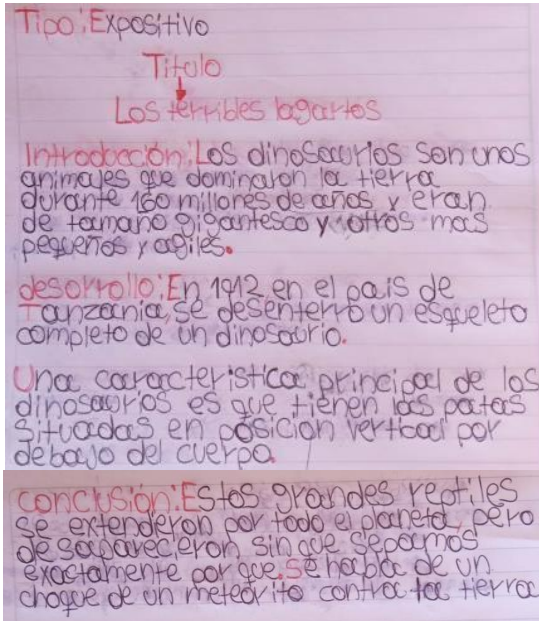 Tipo: Expositivo
Titulo
Los terribles lagartos
Introducción: Los dinosaurios son unos
animales que dominaron la tierra
durante 160 millones de años y eran
de tamaño gigantesco y otros mas
pequeños y agiles.
desorrollo: En 1912 en el pais de
Tanzania, se desenterro un esqueleto
completo de un dinosaurio.
Una caracteristica principal de los
dinosaurios es que tienen las patas
situadas en posicion vertical por
debajo del cuerpo.
conclusión: Estos grandes reptiles
se extenderon por todo el planeta, pero
desaparecieron sin que sepamos
exactamente por que. Se habla de un
choque de un meteorito contra la tierra